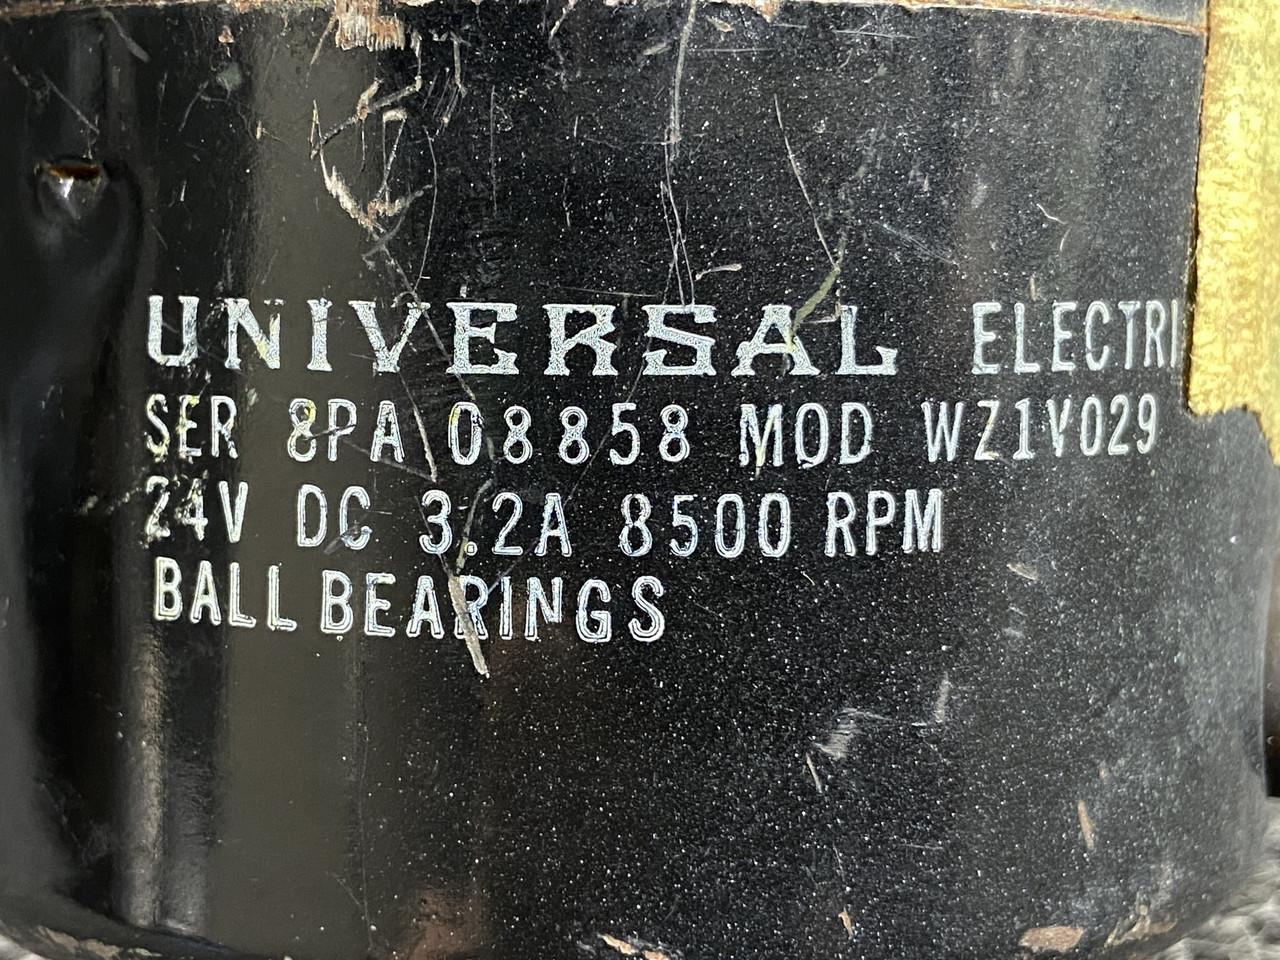 UNIVERSAL ELECTRI
SER 8PA 08858 MOD WZ1V029
24V DC 3.2A 8500 RPM
BALL BEARINGS